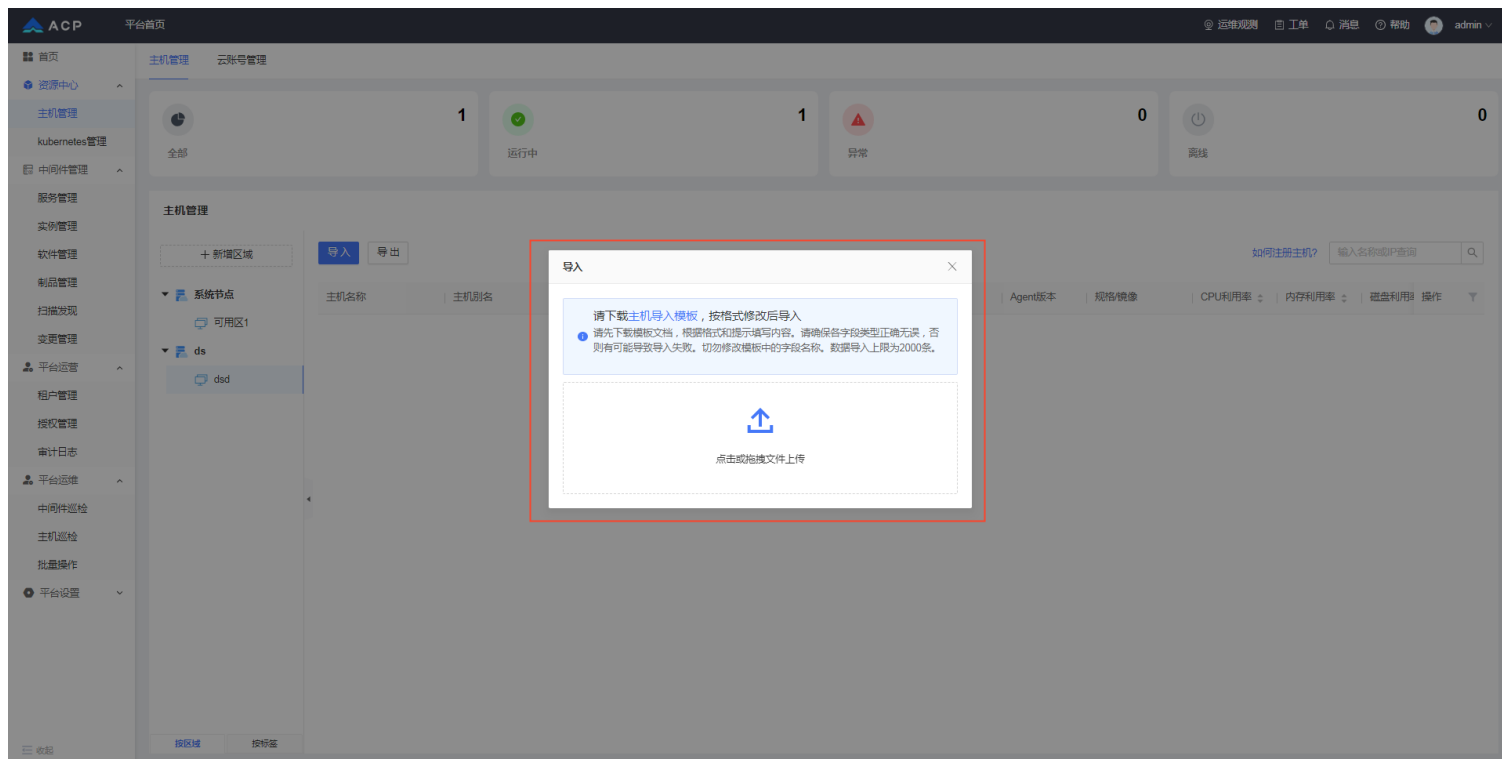 ACP
平台首页
运维观测
工单
消息
帮助
admin
首页
资源中心
主机管理
kubernetes管理
中间件管理
服务管理
实例管理
软件管理
制品管理
扫描发现
变更管理
平台运营
租户管理
授权管理
审计日志
平台运维
中间件巡检
主机巡检
批量操作
平台设置
收起
主机管理
云账号管理
1
全部
1
运行中
0
异常
0
离线
主机管理
+ 新增区域
系统节点
可用区1
ds
dsd
按区域
按标签
导入
导出
如何注册主机?
输入名称或IP查询
主机名称
主机别名
Agent版本
规格/镜像
CPU利用率
内存利用率
磁盘利用
操作
导入
请下载主机导入模板，按格式修改后导入
请先下载模板文档，根据格式和提示填写内容。请确保各字段类型正确无误，否
则有可能导致导入失败。切勿修改模板中的字段名称。数据导入上限为2000条。
点击或拖拽文件上传